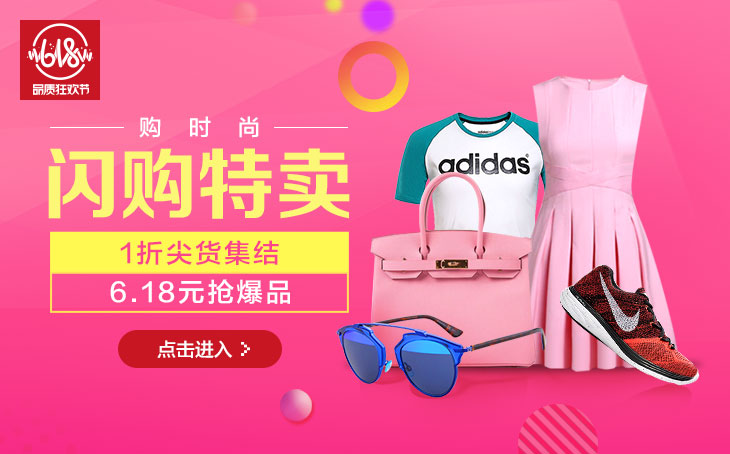 618
品质狂欢节
购时尚
闪购特卖
1折尖货集结
6.18元抢爆品
点击进入 >
adidas